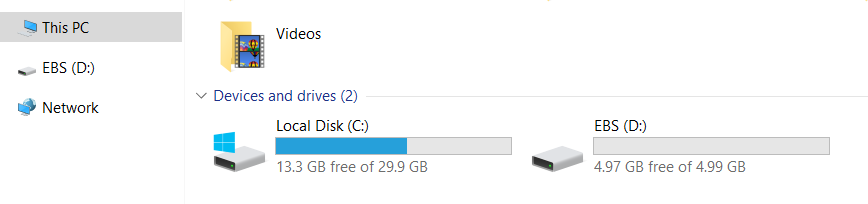 This PC
EBS (D:)
Network
Videos
Devices and drives (2)
Local Disk (C:)
13.3 GB free of 29.9 GB
EBS (D:)
4.97 GB free of 4.99 GB